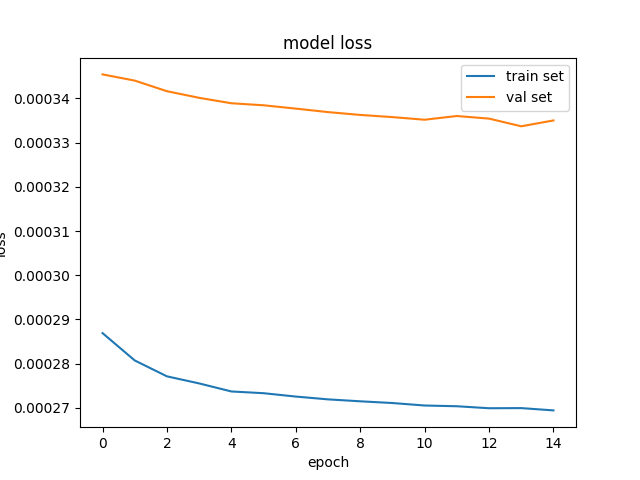 model loss
train set
val set
0.00034
0.00033
0.00032
0.00031
0.00030
0.00029
0.00028
0.00027
loss
0 2 4 6 8 10 12 14
epoch